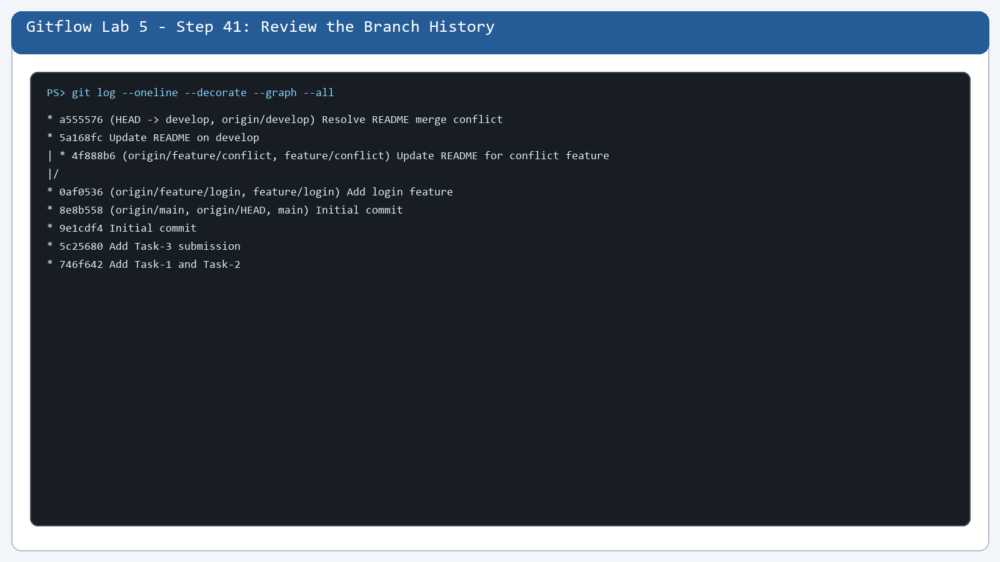 Gitflow Lab 5 - Step 41: Review the Branch History
PS> git log --oneline --decorate --graph --all
* a555576 (HEAD -> develop, origin/develop) Resolve README merge conflict
* 5a168fc Update README on develop
| * 4f888b6 (origin/feature/conflict, feature/conflict) Update README for conflict feature
|/
* 0af0536 (origin/feature/login, feature/login) Add login feature
* 8e8b558 (origin/main, origin/HEAD, main) Initial commit
* 9e1cdf4 Initial commit
* 5c25680 Add Task-3 submission
* 746f642 Add Task-1 and Task-2